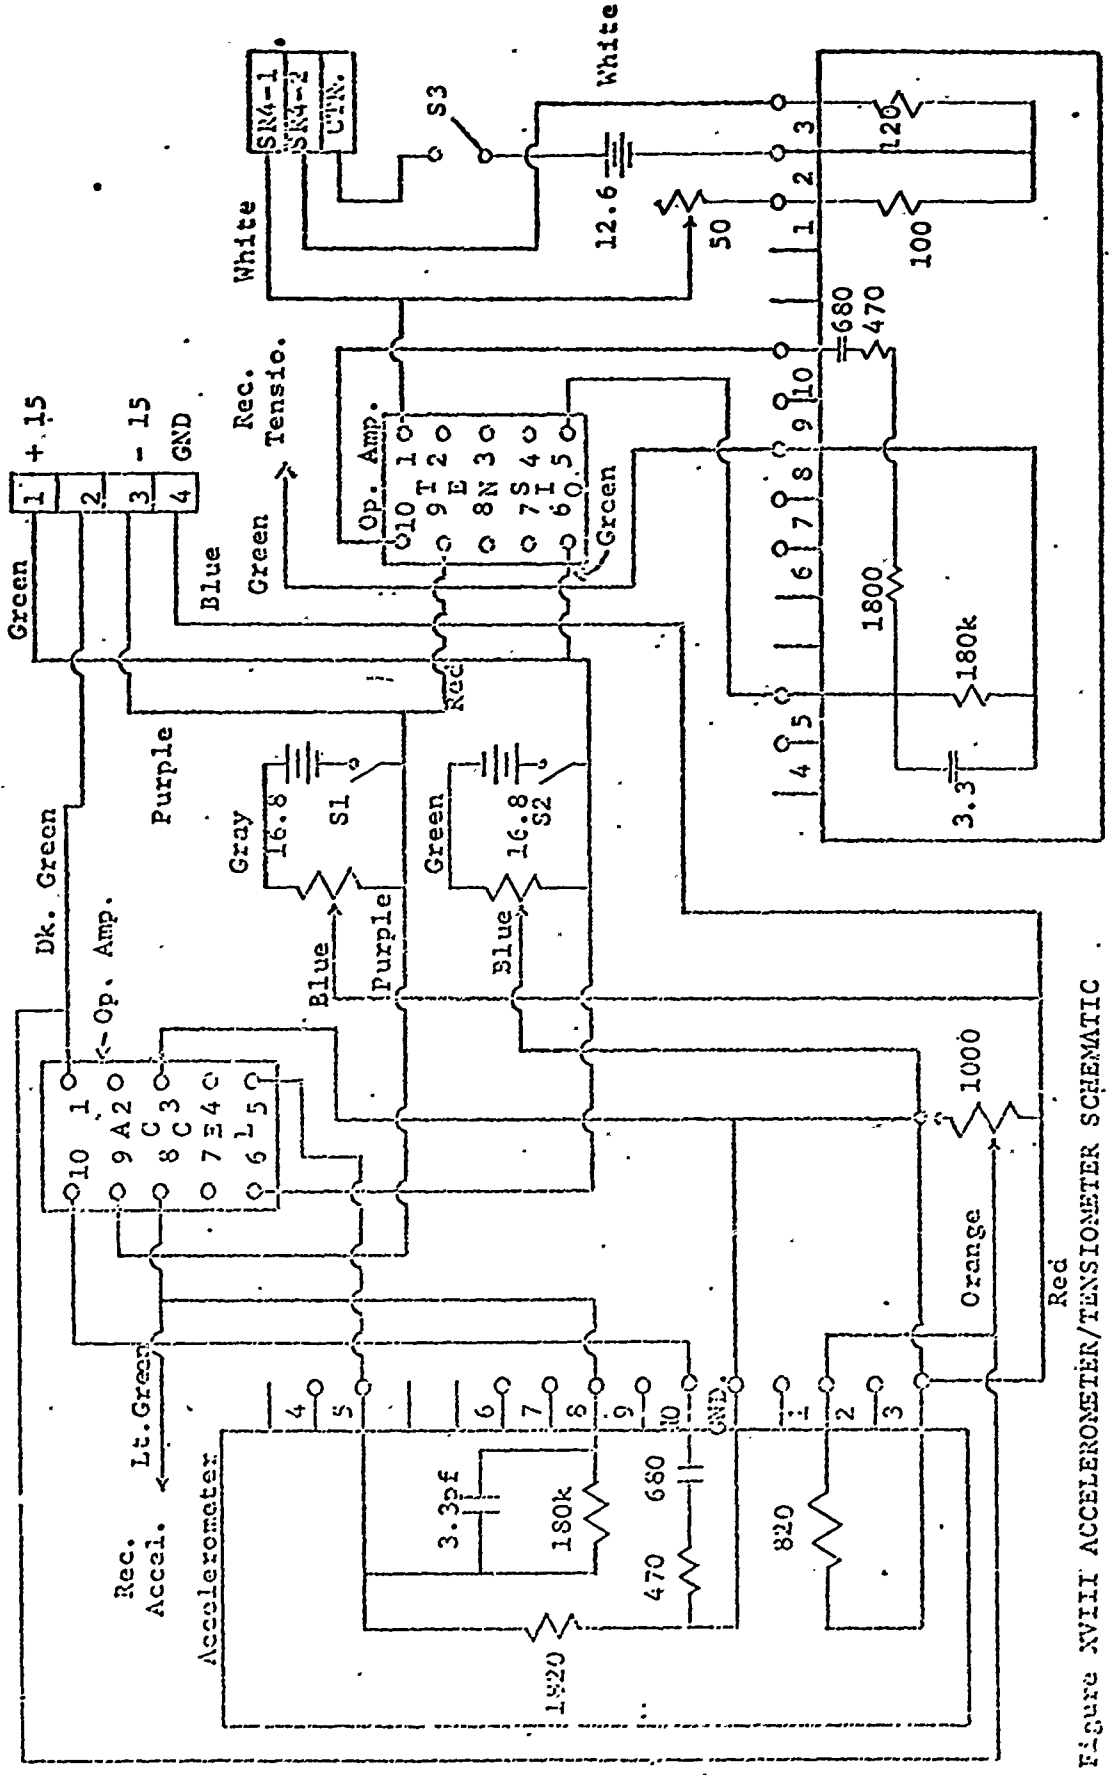 Figure XVIII ACCELEROMETER/TENSIOMETER SCHEMATIC
Green
1 +.15
2
3 - 15
4 GND
Blue
Dk. Green
Purple
Op. Amp.
10 1
9 A 2
C
8 C 3
7 E 4
6 L 5
Rec.
Accel.
Lt.Green
Accelerometer
4
5
6
7
8
9
10
GND.
1
2
3
3.3pf
180k
680
470
1820
820
Orange
Red
1000
Gray
16.8
S1
Blue
Purple
Green
16.8
S2
Blue
Red
Green
Rec.
Tensio.
Op. Amp.
10 1
9 T 2
E
8 N 3
7 S 4
I
6 O 5
Green
White
SR4-1
SR4-2
CTR.
S3
White
12.6
50
1
2
3
120
100
680
470
10
9
8
7
6
5
4
1800
180k
3.3